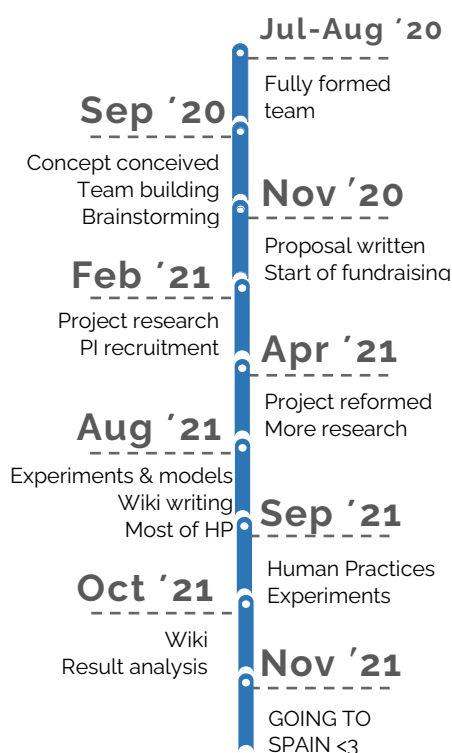 Jul-Aug ’20
Fully formed
team
Sep ’20
Concept conceived
Team building
Brainstorming
Nov ’20
Proposal written
Start of fundraising
Feb ’21
Project research
PI recruitment
Apr ’21
Project reformed
More research
Aug ’21
Experiments & models
Wiki writing
Most of HP
Sep ’21
Human Practices
Experiments
Oct ’21
Wiki
Result analysis
Nov ’21
GOING TO
SPAIN <3